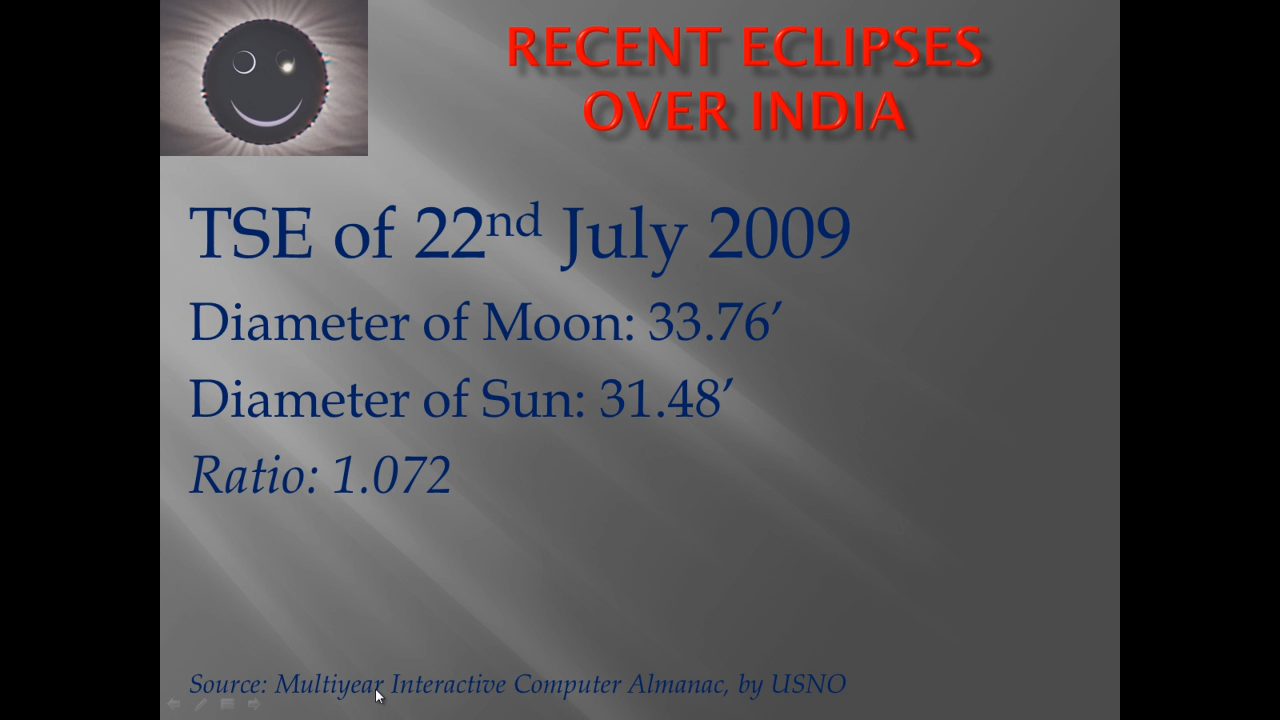 RECENT ECLIPSES
OVER INDIA
TSE of 22nd July 2009
Diameter of Moon: 33.76’
Diameter of Sun: 31.48’
Ratio: 1.072
Source: Multiyear Interactive Computer Almanac, by USNO